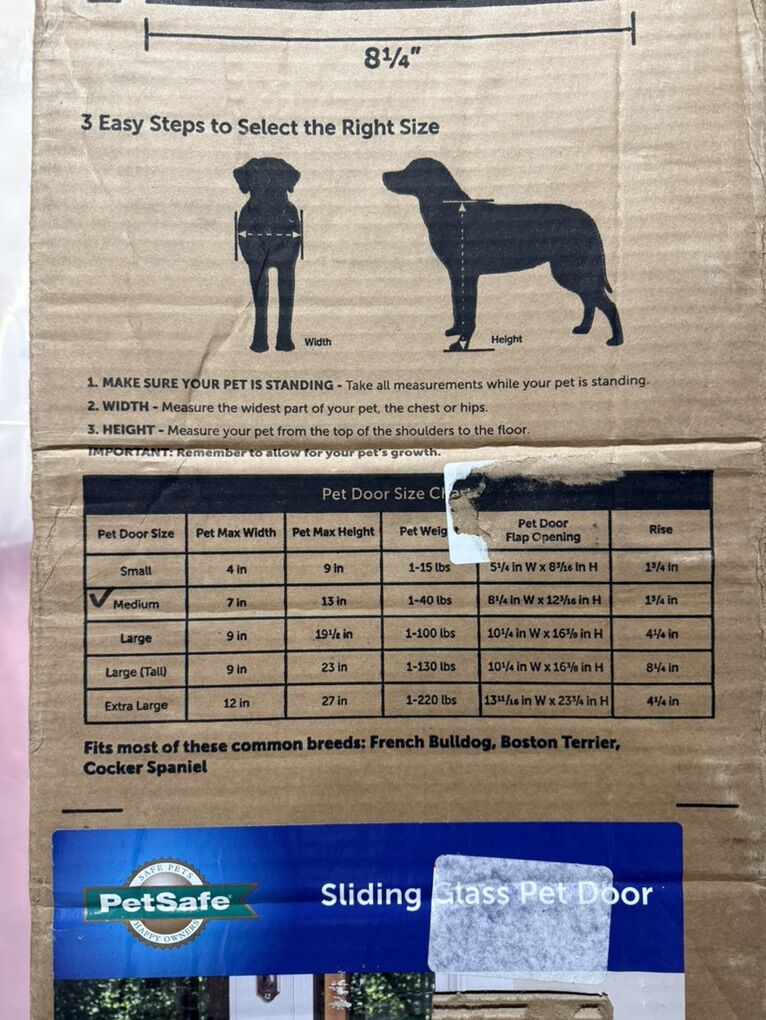 8¼"
3 Easy Steps to Select the Right Size
Width
Height
1. MAKE SURE YOUR PET IS STANDING - Take all measurements while your pet is standing.
2. WIDTH - Measure the widest part of your pet, the chest or hips.
3. HEIGHT - Measure your pet from the top of the shoulders to the floor.
IMPORTANT: Remember to allow for your pet's growth.
Pet Door Size
Pet Door Size Pet Max Width Pet Max Height Pet Pet Door Flap Opening Rise
Small 4 in 9 in 1-15 lbs 5¼ in W x 8³⁄₁₆ in H 1¾ in
Medium 7 in 13 in 1-40 lbs 8¼ in W x 12³⁄₁₆ in H 1¾ in
Large 9 in 19½ in 1-100 lbs 10¼ in W x 16⅜ in H 4¼ in
Large (Tall) 9 in 23 in 1-130 lbs 10¼ in W x 16⅜ in H 8¼ in
Extra Large 12 in 27 in 1-220 lbs 13¹¹⁄₁₆ in W x 23¾ in H 4¼ in
Fits most of these common breeds: French Bulldog, Boston Terrier,
Cocker Spaniel
SAFE PETS
PetSafe®
HAPPY OWNERS
Sliding Glass Pet Door